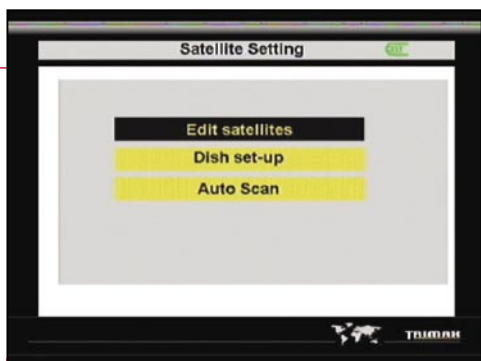 Satellite Setting
Edit satellites
Dish set-up
Auto Scan
TRIMAX